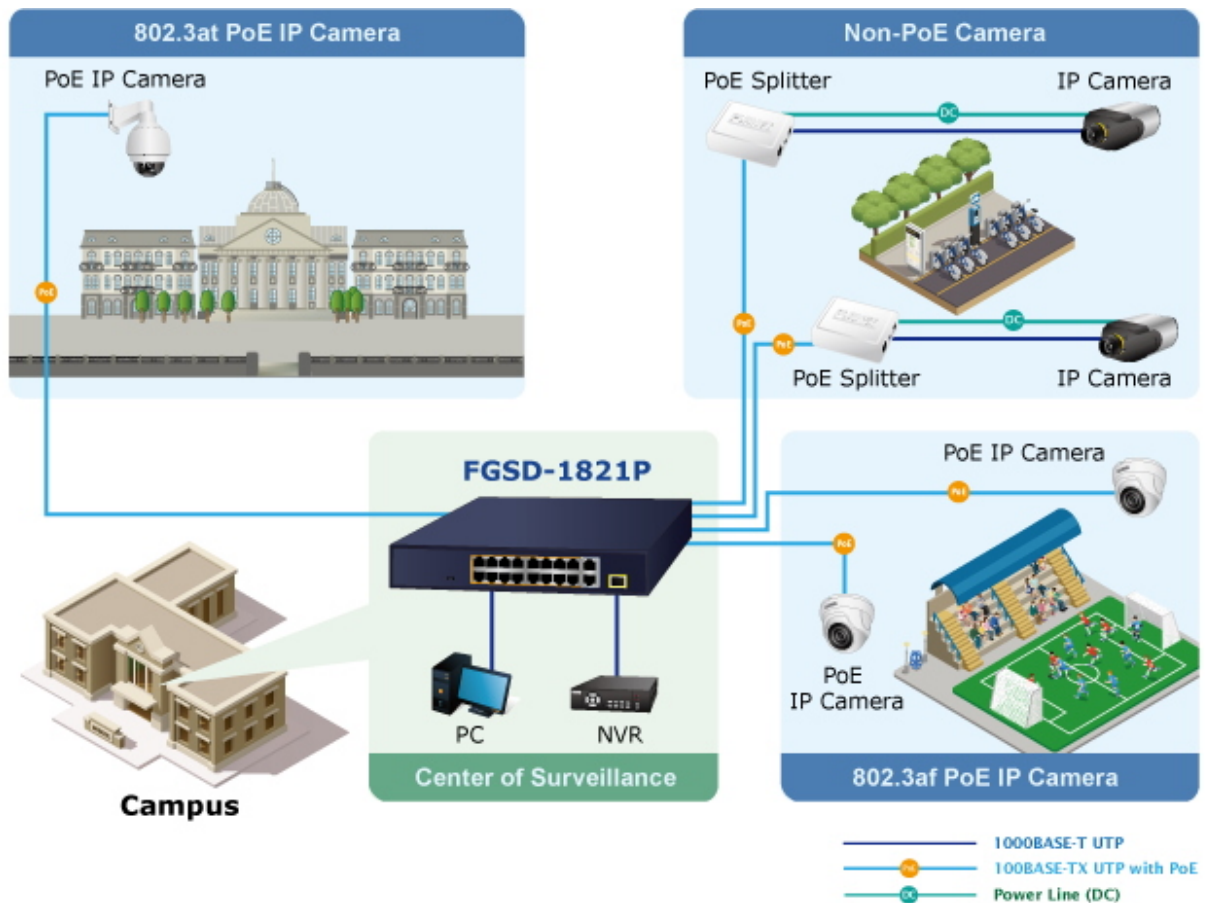 802.3at PoE IP Camera
PoE IP Camera
PoE
Non-PoE Camera
PoE Splitter
IP Camera
DC
PoE
DC
PoE
PoE Splitter
IP Camera
FGSD-1821P
PC
NVR
Center of Surveillance
Campus
PoE IP Camera
PoE
PoE
PoE
IP Camera
802.3af PoE IP Camera
1000BASE-T UTP
PoE
100BASE-TX UTP with PoE
DC
Power Line (DC)